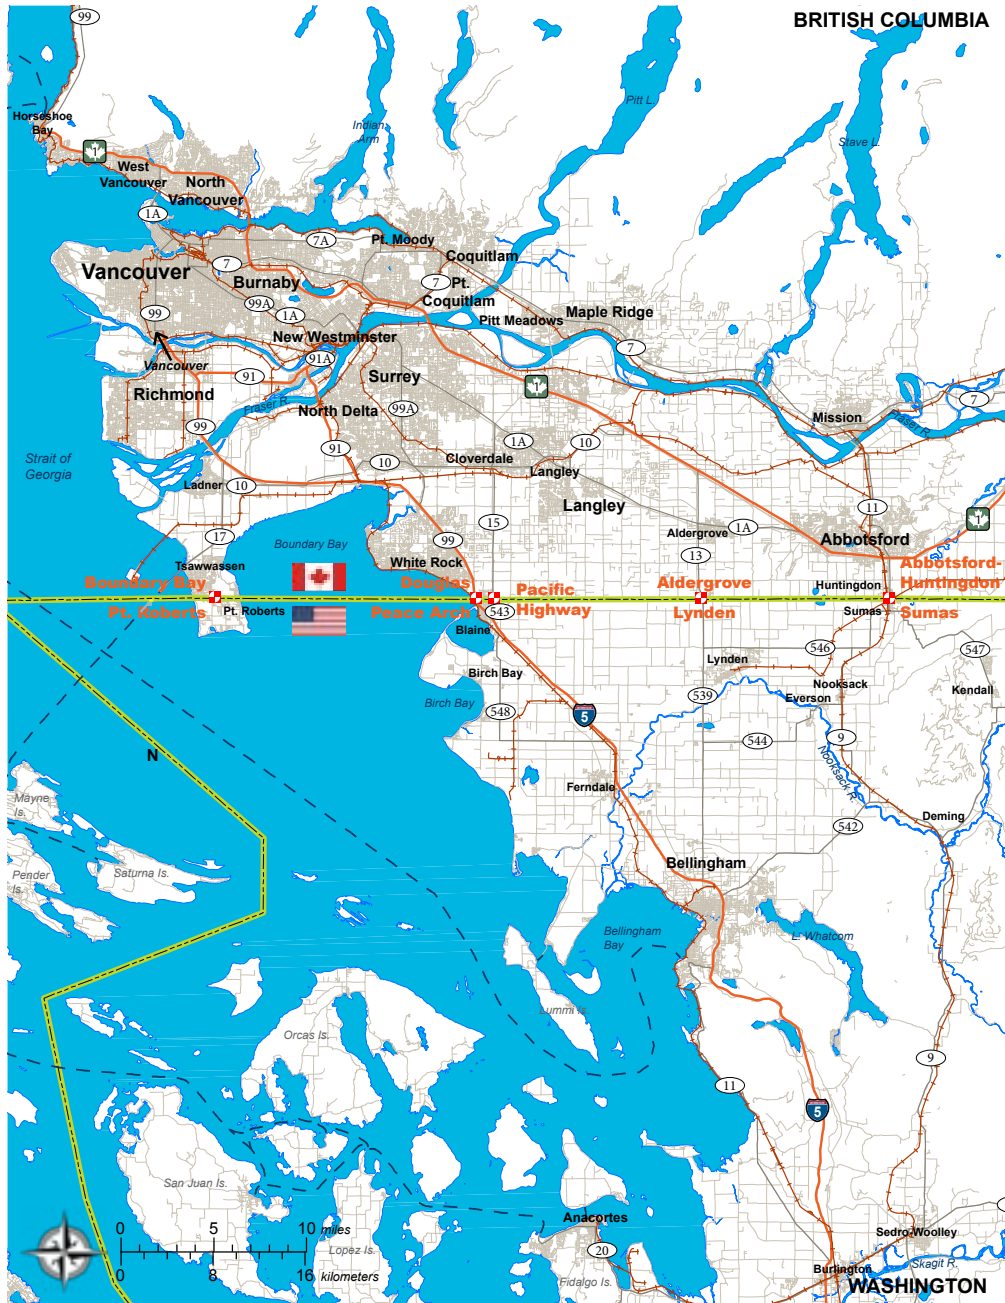 BRITISH COLUMBIA
99
Horseshoe
Bay
1
West
Vancouver
North
Vancouver
Indian
Arm
Pitt L.
Stave L.
1A
7A
Pt. Moody
Coquitlam
Vancouver
7
Burnaby
7
Pt.
Coquitlam
99A
1A
99
Pitt Meadows
Maple Ridge
New Westminster
7
Vancouver
91A
91
Surrey
1
Richmond
Fraser R.
North Delta
99A
7
Mission
Fraser R.
99
1A
10
91
Strait of
Georgia
10
Cloverdale
Langley
Ladner
10
Langley
11
1
15
1A
17
99
Aldergrove
Abbotsford
Boundary Bay
13
White Rock
Tsawwassen
Boundary Bay
Douglas
Pacific
Highway
Aldergrove
Huntingdon
Abbotsford-
Huntingdon
Pt. Roberts
Pt. Roberts
Peace Arch
543
Lynden
Sumas
Sumas
Blaine
546
547
Lynden
Birch Bay
Nooksack
Everson
Kendall
539
Birch Bay
548
5
544
9
N
Nooksack R.
Ferndale
Mayne
Is.
Deming
542
Bellingham
Saturna Is.
Pender
Is.
Bellingham
Bay
L. Whatcom
Lummi Is.
Orcas Is.
9
11
5
San Juan Is.
Anacortes
0 5 10 miles
Lopez Is.
20
Sedro-Woolley
0 8 16 kilometers
Fidalgo Is.
Burlington
Skagit R.
WASHINGTON